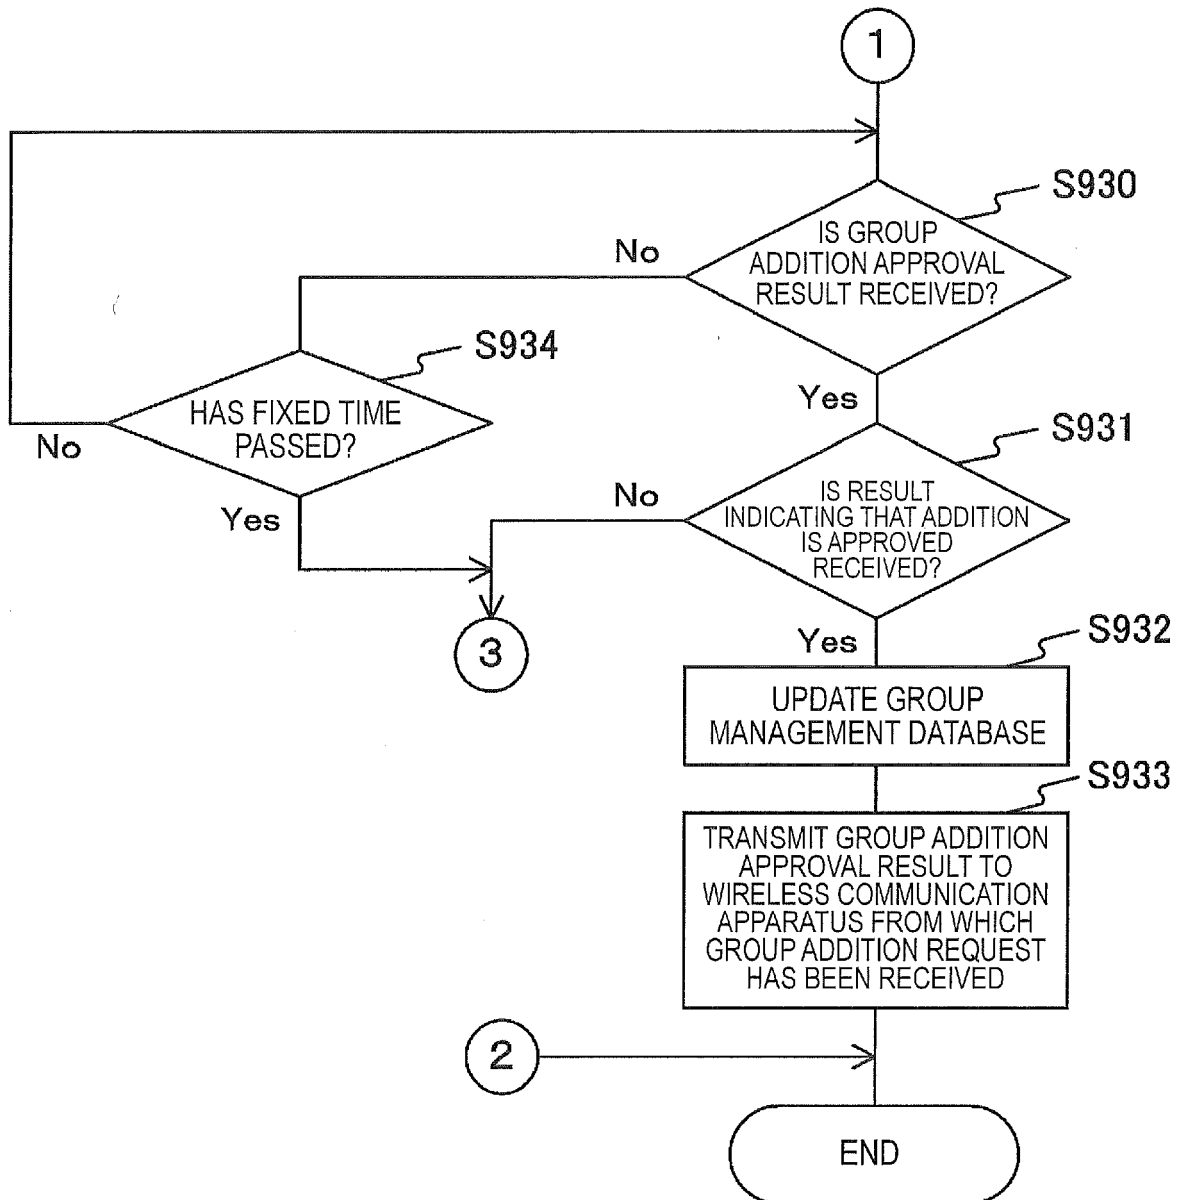 1
S930
IS GROUP
ADDITION APPROVAL
RESULT RECEIVED?
No
S934
HAS FIXED TIME
PASSED?
No
Yes
Yes
S931
IS RESULT
INDICATING THAT ADDITION
IS APPROVED
RECEIVED?
No
3
Yes
S932
UPDATE GROUP
MANAGEMENT DATABASE
S933
TRANSMIT GROUP ADDITION
APPROVAL RESULT TO
WIRELESS COMMUNICATION
APPARATUS FROM WHICH
GROUP ADDITION REQUEST
HAS BEEN RECEIVED
2
END